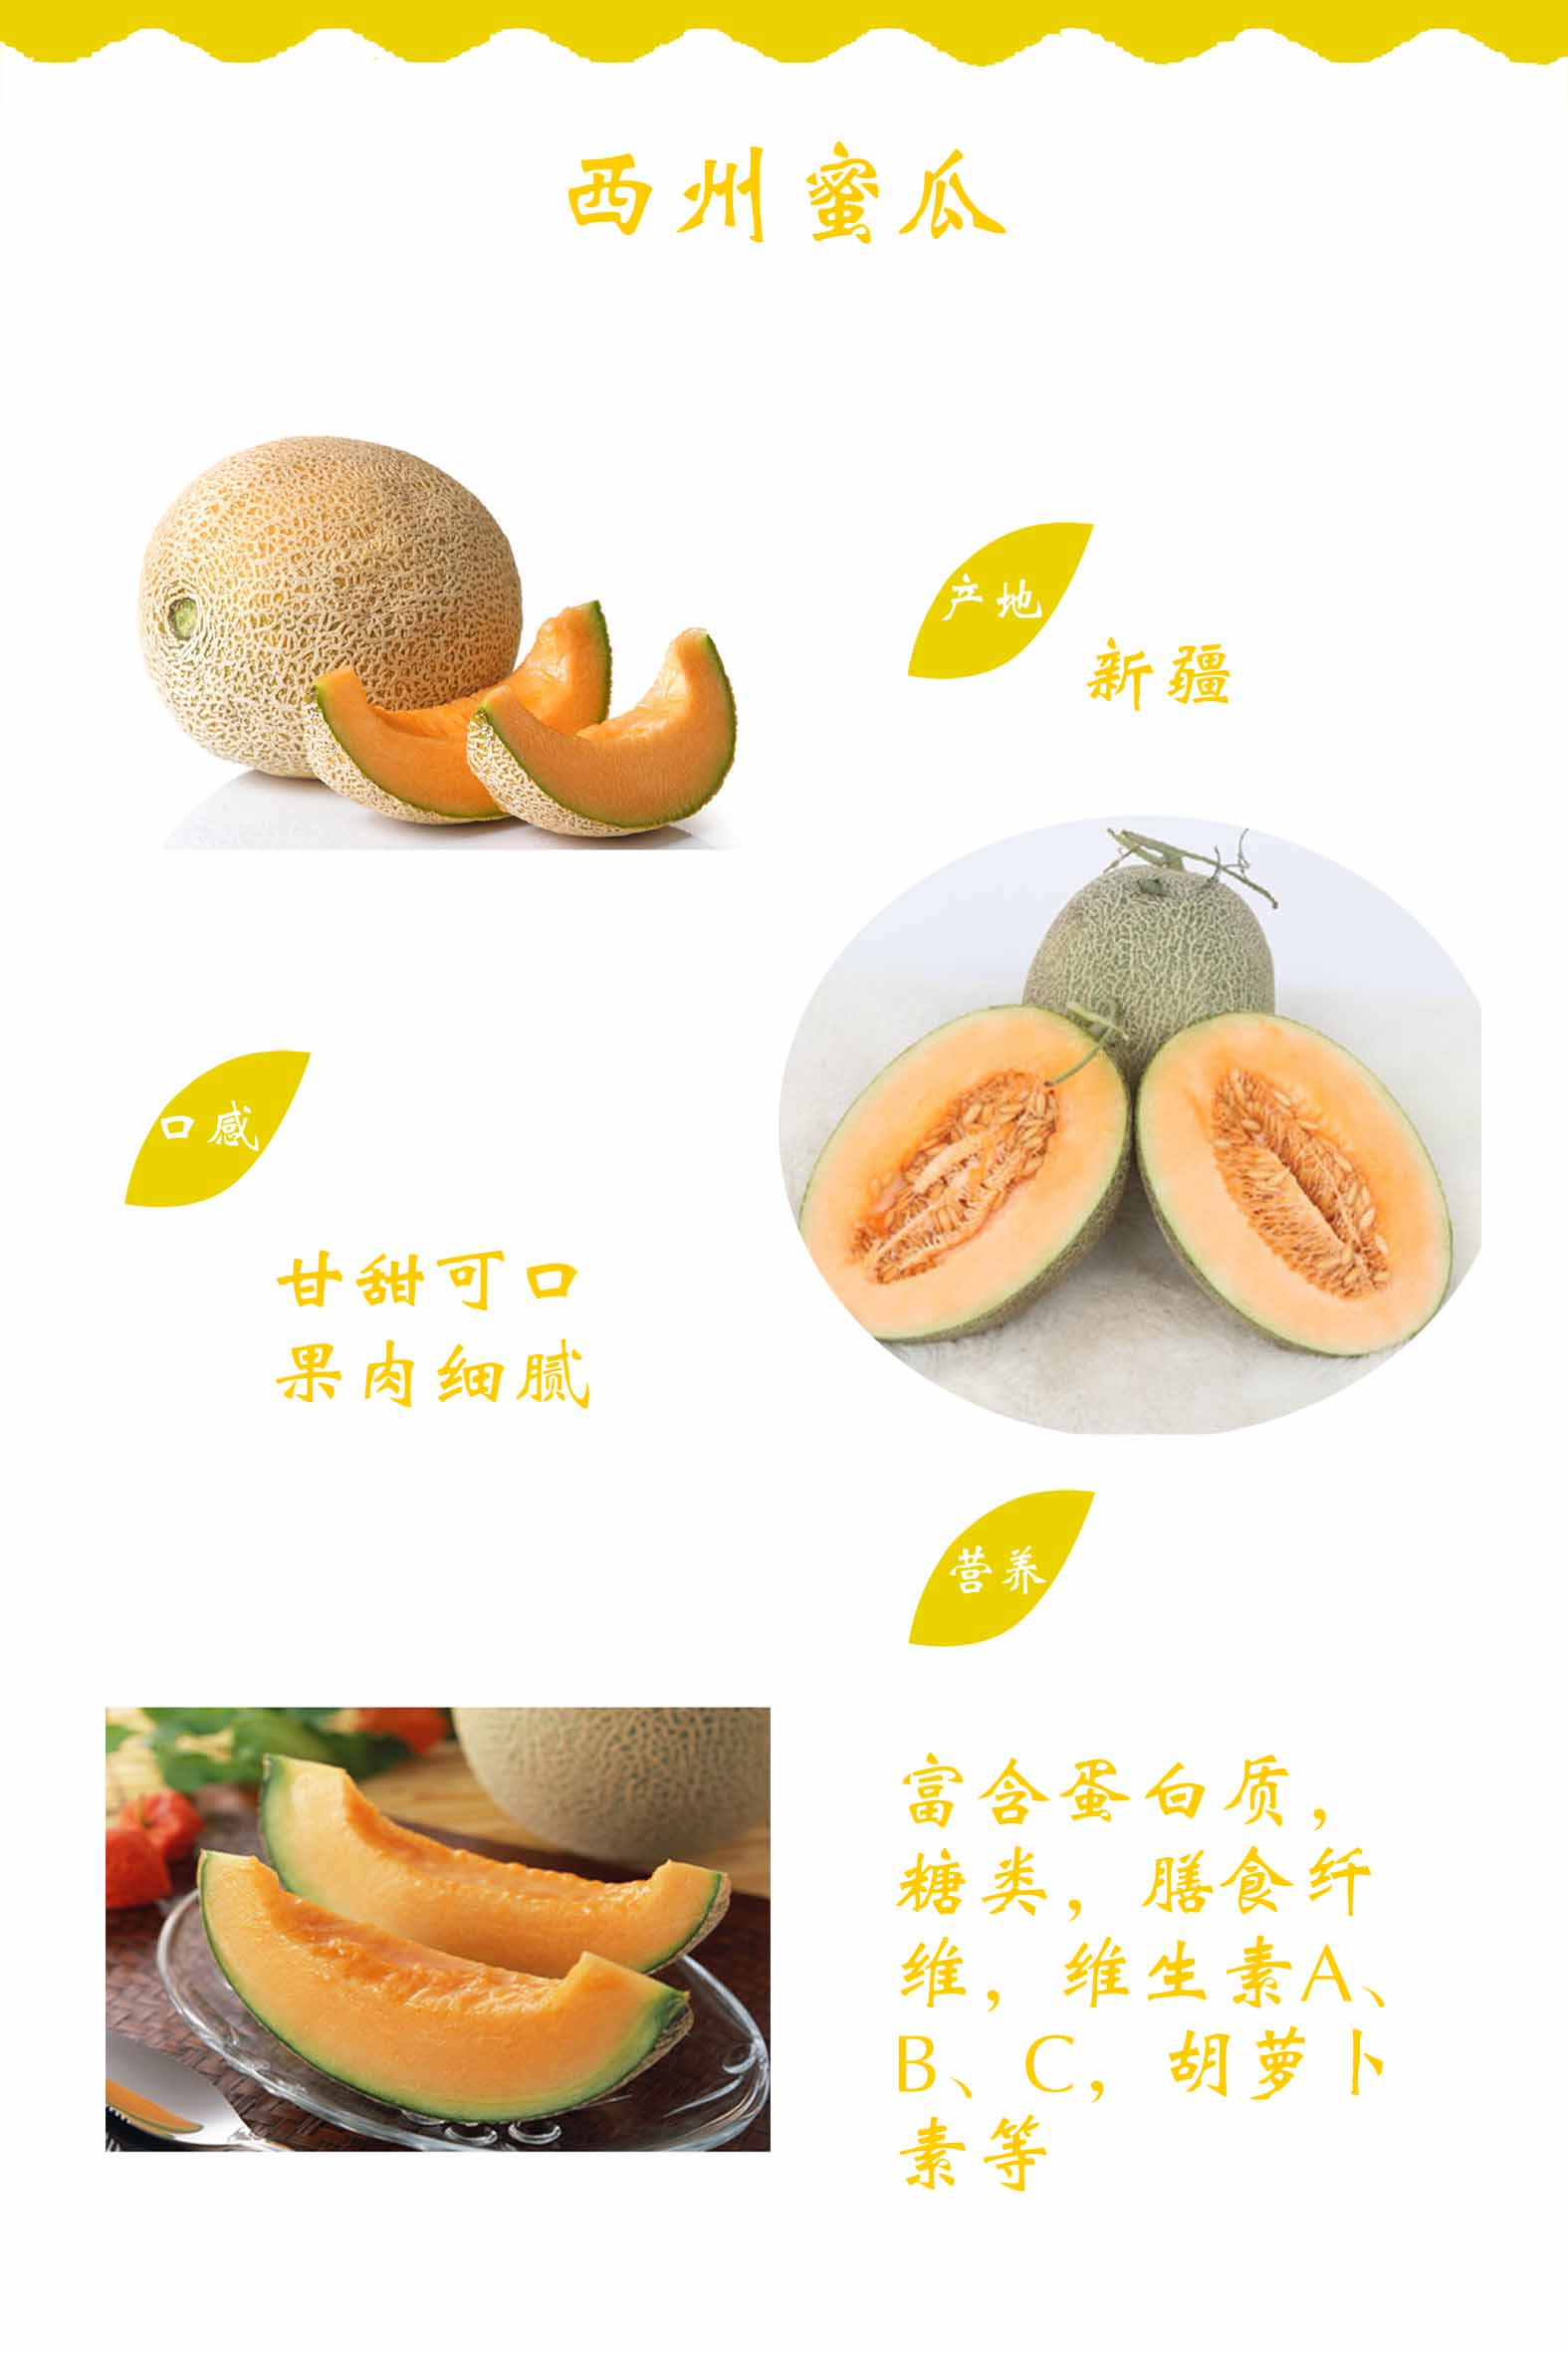 西州蜜瓜
产地
新疆
口感
甘甜可口
果肉细腻
营养
富含蛋白质，
糖类，膳食纤
维，维生素A、
B、C，胡萝卜
素等